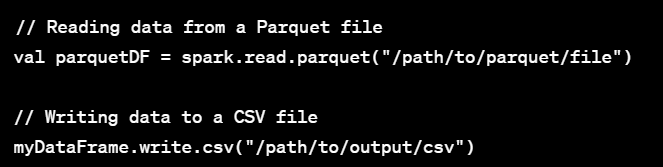 // Reading data from a Parquet file
val parquetDF = spark.read.parquet("/path/to/parquet/file")
// Writing data to a CSV file
myDataFrame.write.csv("/path/to/output/csv")